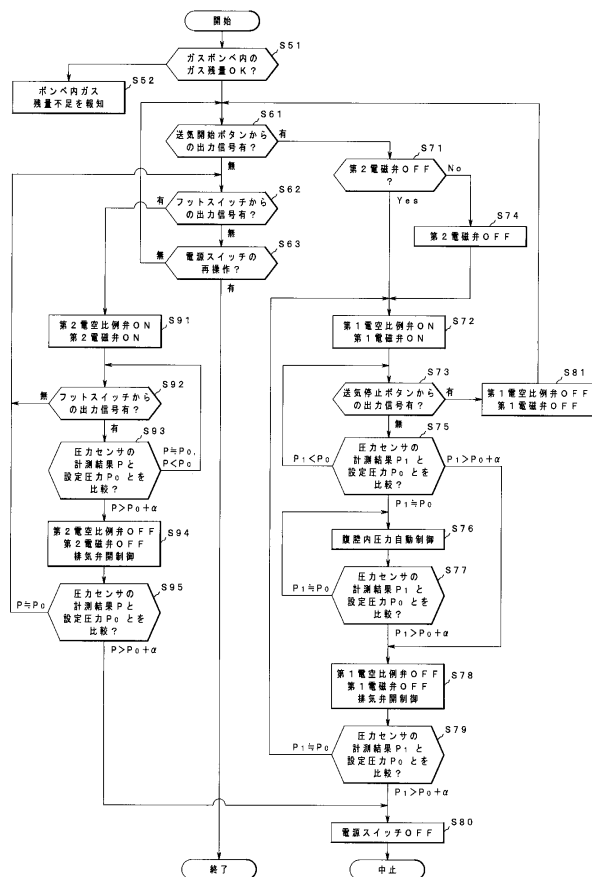 開始
S51
ガスボンベ内の
ガス残量OK?
S52
ボンベ内ガス
残量不足を報知
S61
送気開始ボタンから
の出力信号有?
有
無
S71
第2電磁弁OFF
?
No
Yes
S74
第2電磁弁OFF
S62
フットスイッチから
の出力信号有?
有
無
S63
電源スイッチの
再操作?
無
有
S91
第2電空比例弁ON
第2電磁弁ON
S72
第1電空比例弁ON
第1電磁弁ON
S92
フットスイッチから
の出力信号有?
無
有
S73
送気停止ボタンから
の出力信号有?
有
無
S81
第1電空比例弁OFF
第1電磁弁OFF
S93
圧力センサの
計測結果Pと
設定圧力P0とを
比較?
P≒P0,
P<P0
P>P0+α
S75
圧力センサの
計測結果P1と
設定圧力P0とを
比較?
P1<P0
P1>P0+α
P1≒P0
S94
第2電空比例弁OFF
第2電磁弁OFF
排気弁開制御
S76
腹腔内圧力自動制御
S95
圧力センサの
計測結果Pと
設定圧力P0とを
比較?
P≒P0
P>P0+α
S77
圧力センサの
計測結果P1と
設定圧力P0とを
比較?
P1≒P0
P1>P0+α
S78
第1電空比例弁OFF
第1電磁弁OFF
排気弁開制御
S79
圧力センサの
計測結果P1と
設定圧力P0とを
比較?
P1≒P0
P1>P0+α
S80
電源スイッチOFF
終了
中止